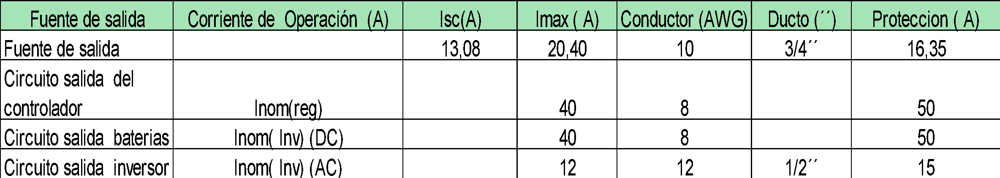 Fuente de salida Corriente de Operación (A) Isc(A) Imax ( A) Conductor (AWG) Ducto (´´) Proteccion ( A)
Fuente de salida 13,08 20,40 10 3/4´´ 16,35
Circuito salida del
controlador Inom(reg) 40 8 50
Circuito salida baterias Inom( Inv) (DC) 40 8 50
Circuito salida inversor Inom( Inv) (AC) 12 12 1/2´´ 15